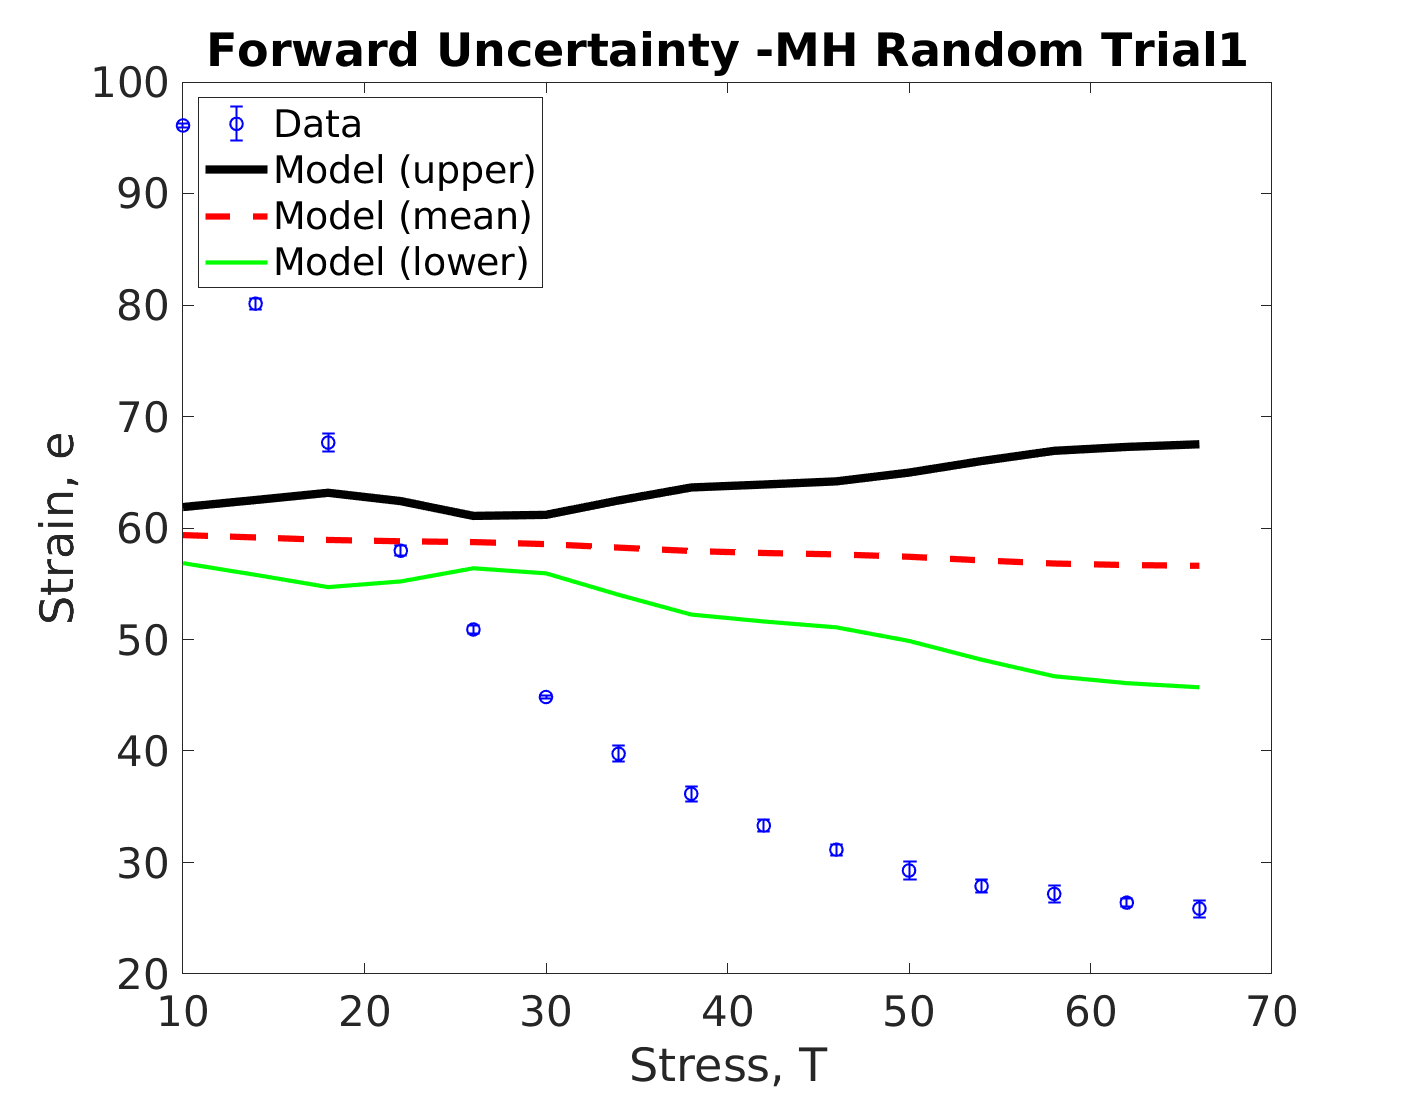 Forward Uncertainty -MH Random Trial1
100
90
80
70
60
50
40
30
20
Strain, e
Data
Model (upper)
Model (mean)
Model (lower)
10 20 30 40 50 60 70
Stress, T